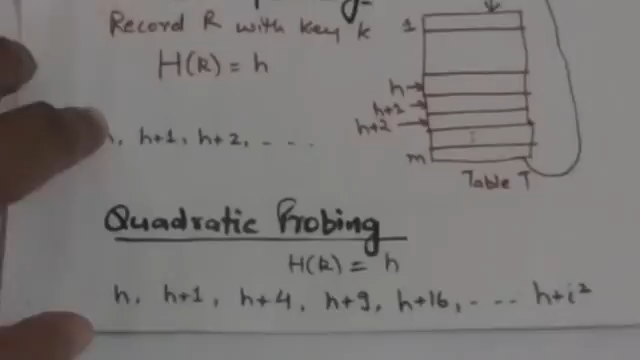 Record R with key k
H(k) = h
1
h
h+1
h+2
m
Table T
h+1, h+2, ....
Quadratic Probing
H(k) = h
h, h+1, h+4, h+9, h+16, .... h+i²